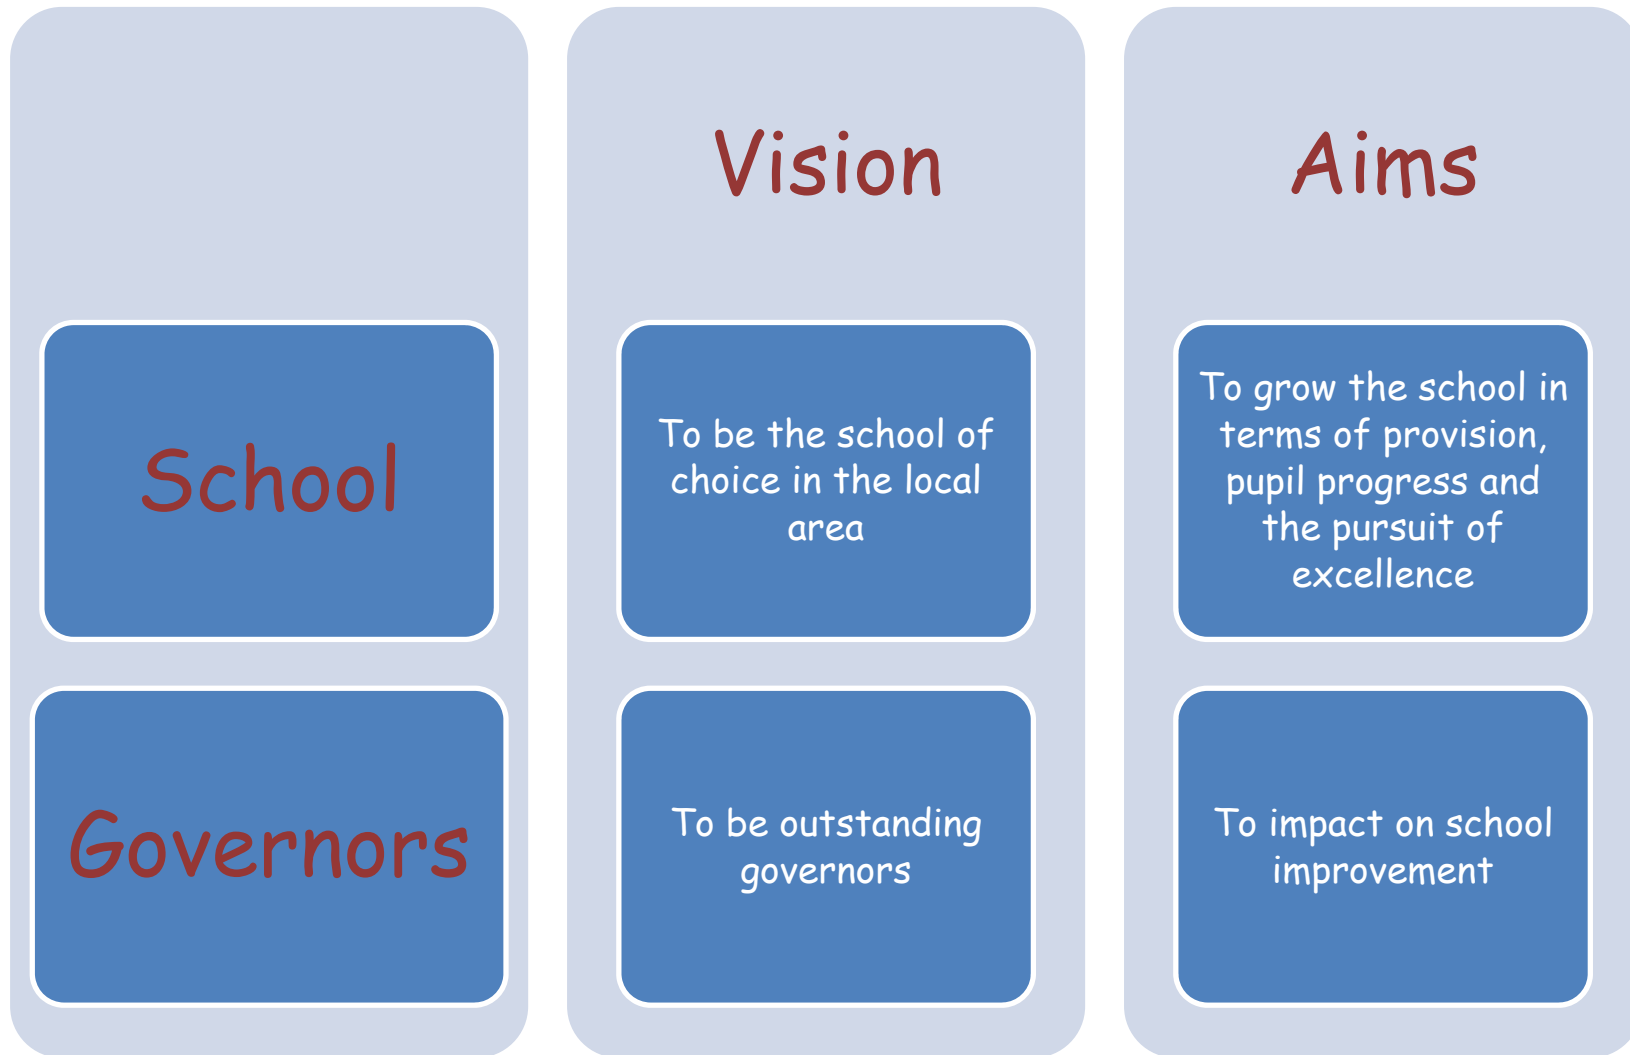 Vision
Aims
School
To be the school of
choice in the local
area
To grow the school in
terms of provision,
pupil progress and
the pursuit of
excellence
Governors
To be outstanding
governors
To impact on school
improvement